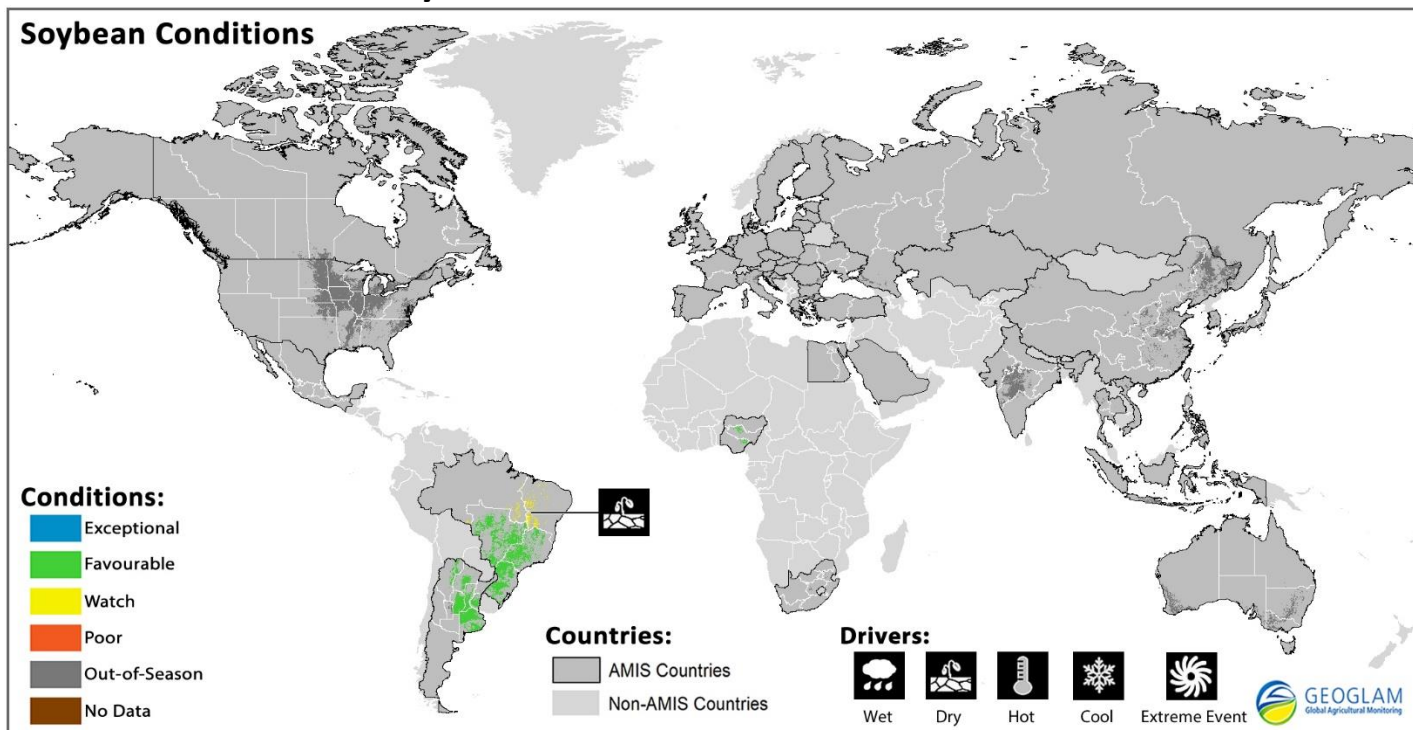 Soybean Conditions
Conditions:
Exceptional
Favourable
Watch
Poor
Out-of-Season
No Data
Countries:
AMIS Countries
Non-AMIS Countries
Drivers:
Wet
Dry
Hot
Cool
Extreme Event
GEOGLAM
Global Agricultural Monitoring